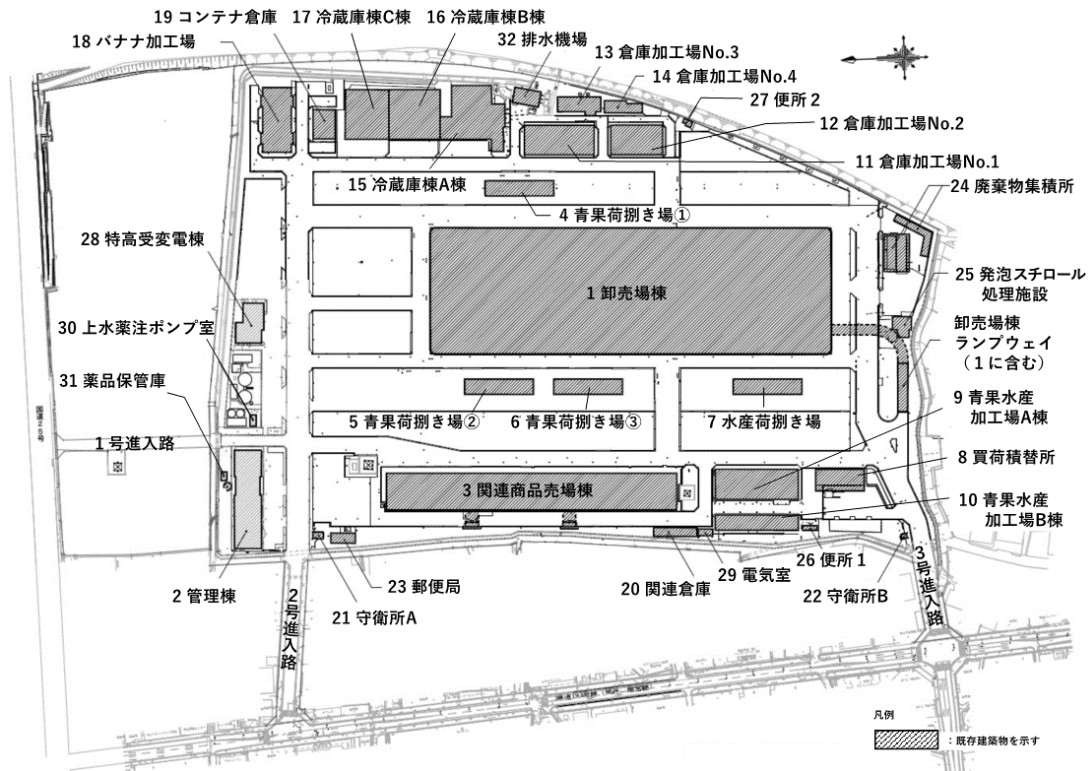 19 コンテナ倉庫
17 冷蔵庫棟C棟
16 冷蔵庫棟B棟
18 バナナ加工場
32 排水機場
13 倉庫加工場No.3
14 倉庫加工場No.4
27 便所２
12 倉庫加工場No.2
11 倉庫加工場No.1
15 冷蔵庫棟A棟
24 廃棄物集積所
4 青果荷捌き場①
28 特高受変電棟
1 卸売場棟
25 発泡スチロール
処理施設
30 上水薬注ポンプ室
卸売場棟
ランプウェイ
（１に含む）
31 薬品保管庫
9 青果水産
加工場A棟
5 青果荷捌き場②
6 青果荷捌き場③
7 水産荷捌き場
1号進入路
8 買荷積替所
3 関連商品売場棟
10 青果水産
加工場B棟
2 管理棟
23 郵便局
21 守衛所A
20 関連倉庫
29 電気室
26 便所１
22 守衛所B
2号進入路
3号進入路
凡例
：既存建築物を示す